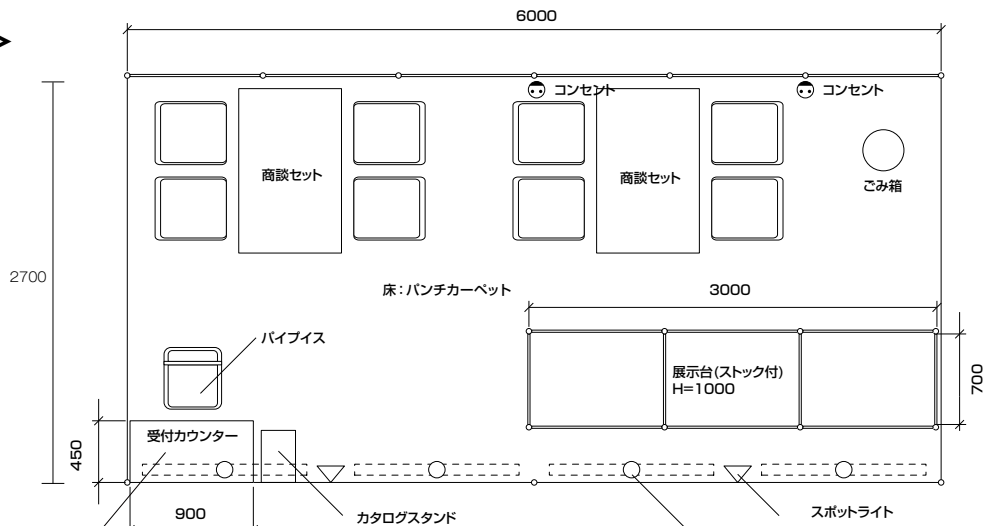 6000
コンセント
コンセント
商談セット
商談セット
ごみ箱
2700
床：パンチカーペット
3000
パイプイス
展示台(ストック付)
H=1000
700
受付カウンター
450
900
カタログスタンド
スポットライト